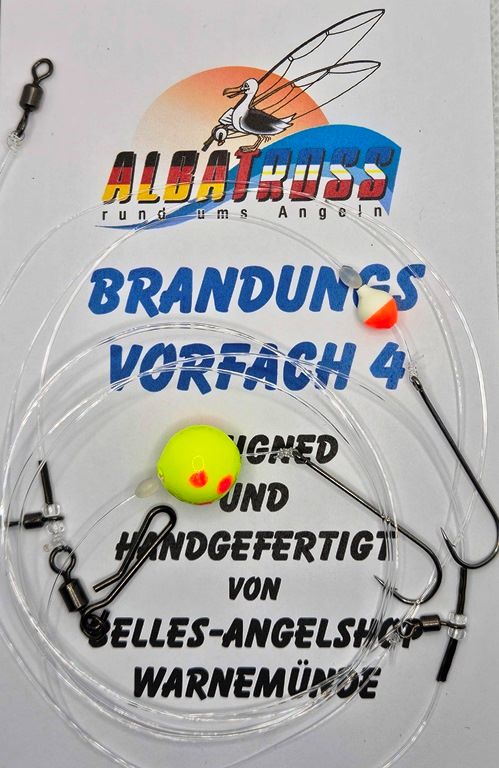 ALBATROSS
rund ums Angeln
BRANDUNGS
VORFACH 4
UND
HANDGEFERTIGT
VON
WARNEMÜNDE